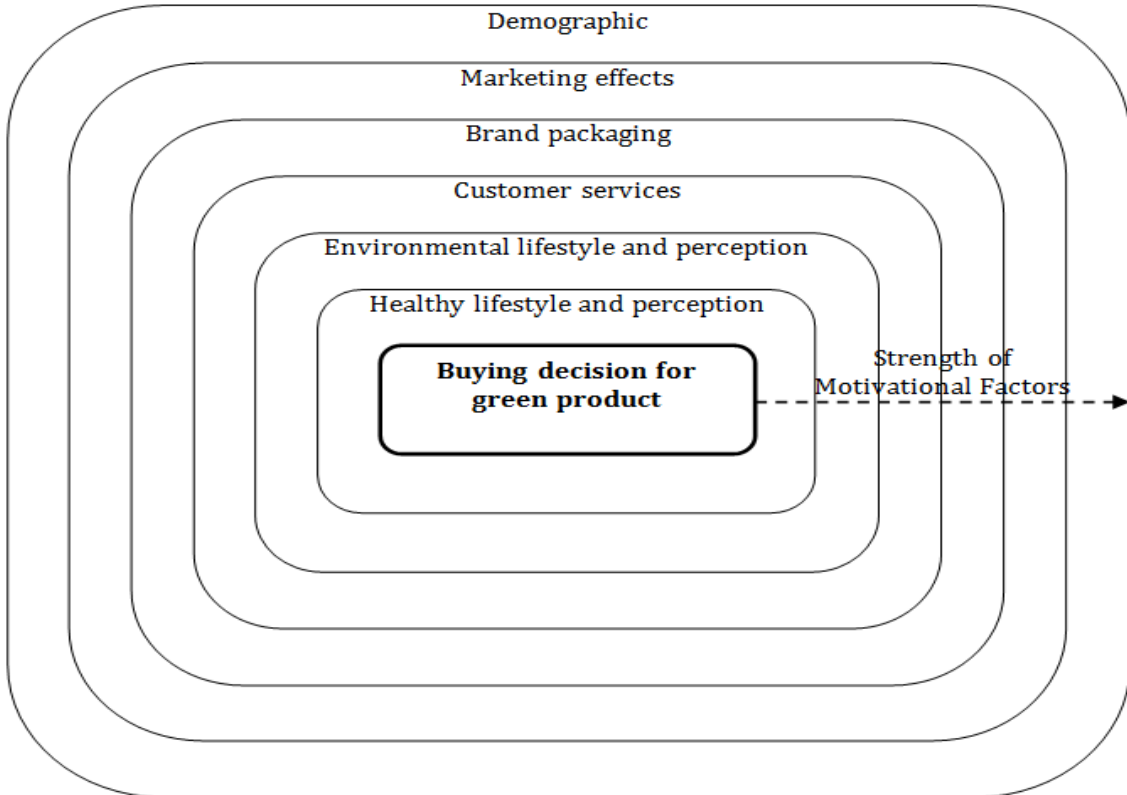 Demographic
Marketing effects
Brand packaging
Customer services
Environmental lifestyle and perception
Healthy lifestyle and perception
Buying decision for
green product
Strength of
Motivational Factors